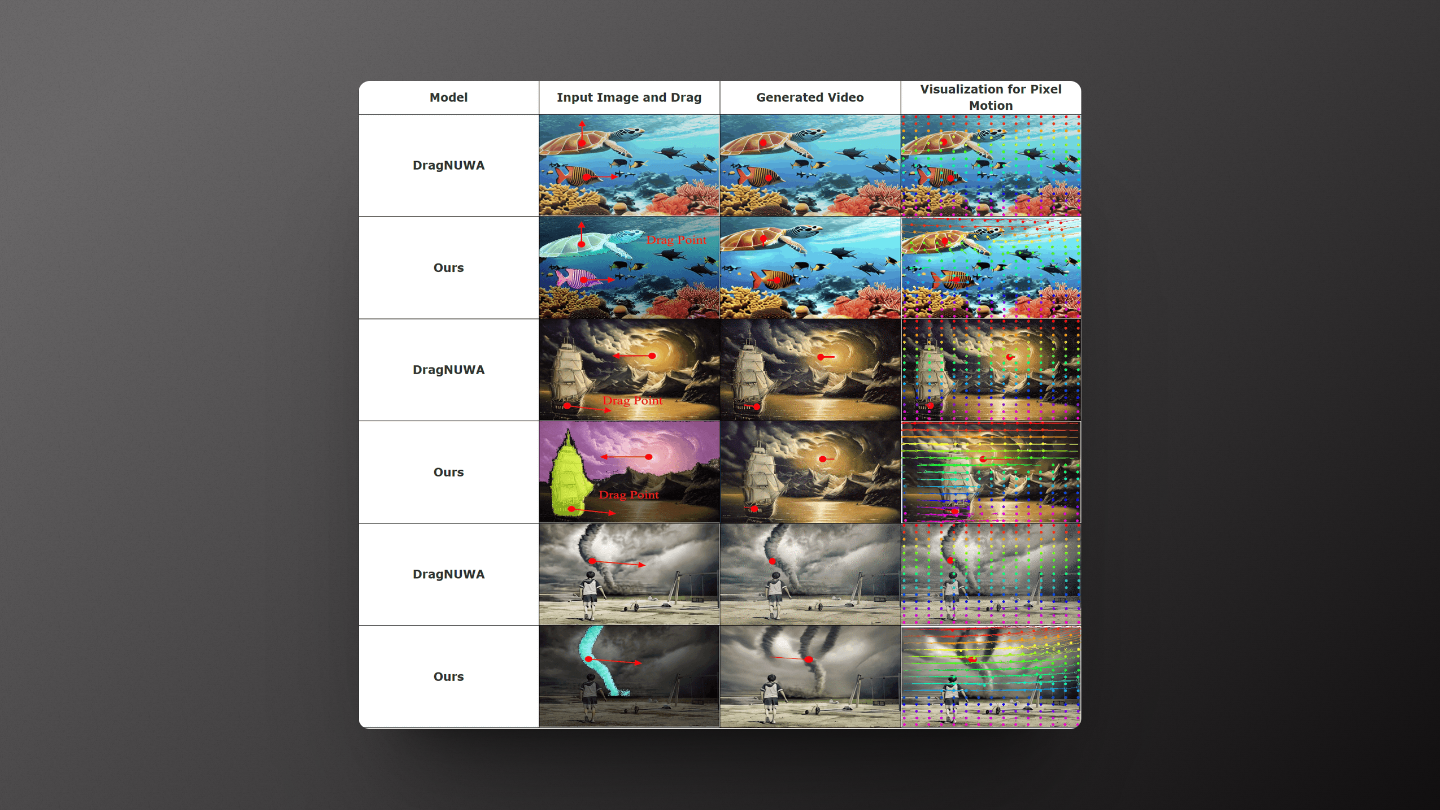 Model
Input Image and Drag
Generated Video
Visualization for Pixel
Motion
DragNUWA
Ours
Drag Point
DragNUWA
Drag Point
Ours
Drag Point
DragNUWA
Ours